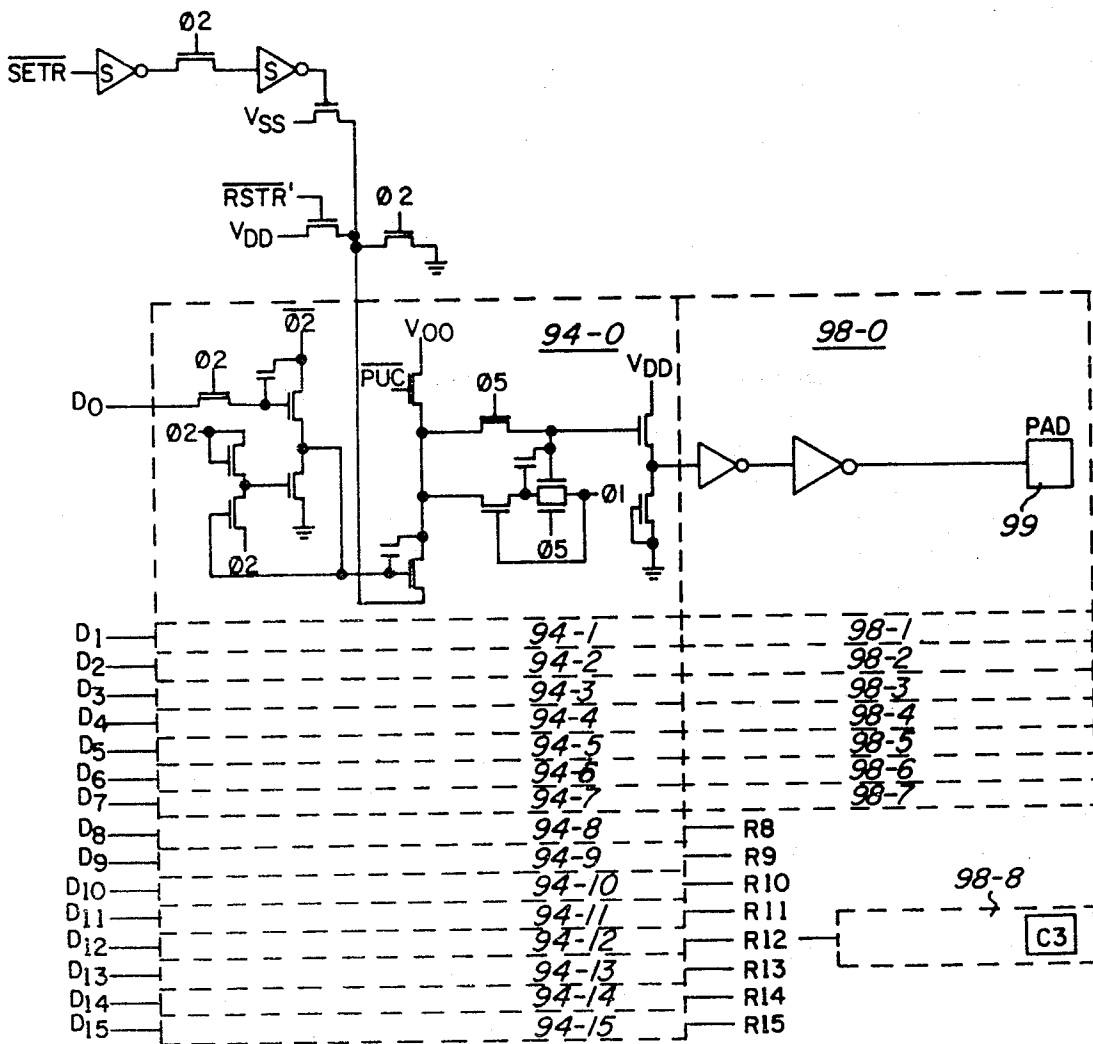 Ø2
SETR
S
S
VSS
RSTR'
Ø2
VDD
Ø2
VOO
94-0
98-0
VDD
Ø2
PUC
Ø5
DO
PAD
Ø2
Ø1
99
Ø2
Ø5
D1 94-1 98-1
D2 94-2 98-2
D3 94-3 98-3
D4 94-4 98-4
D5 94-5 98-5
D6 94-6 98-6
D7 94-7 98-7
D8 94-8 R8
D9 94-9 R9
D10 94-10 R10 98-8
D11 94-11 R11
D12 94-12 R12 C3
D13 94-13 R13
D14 94-14 R14
D15 94-15 R15